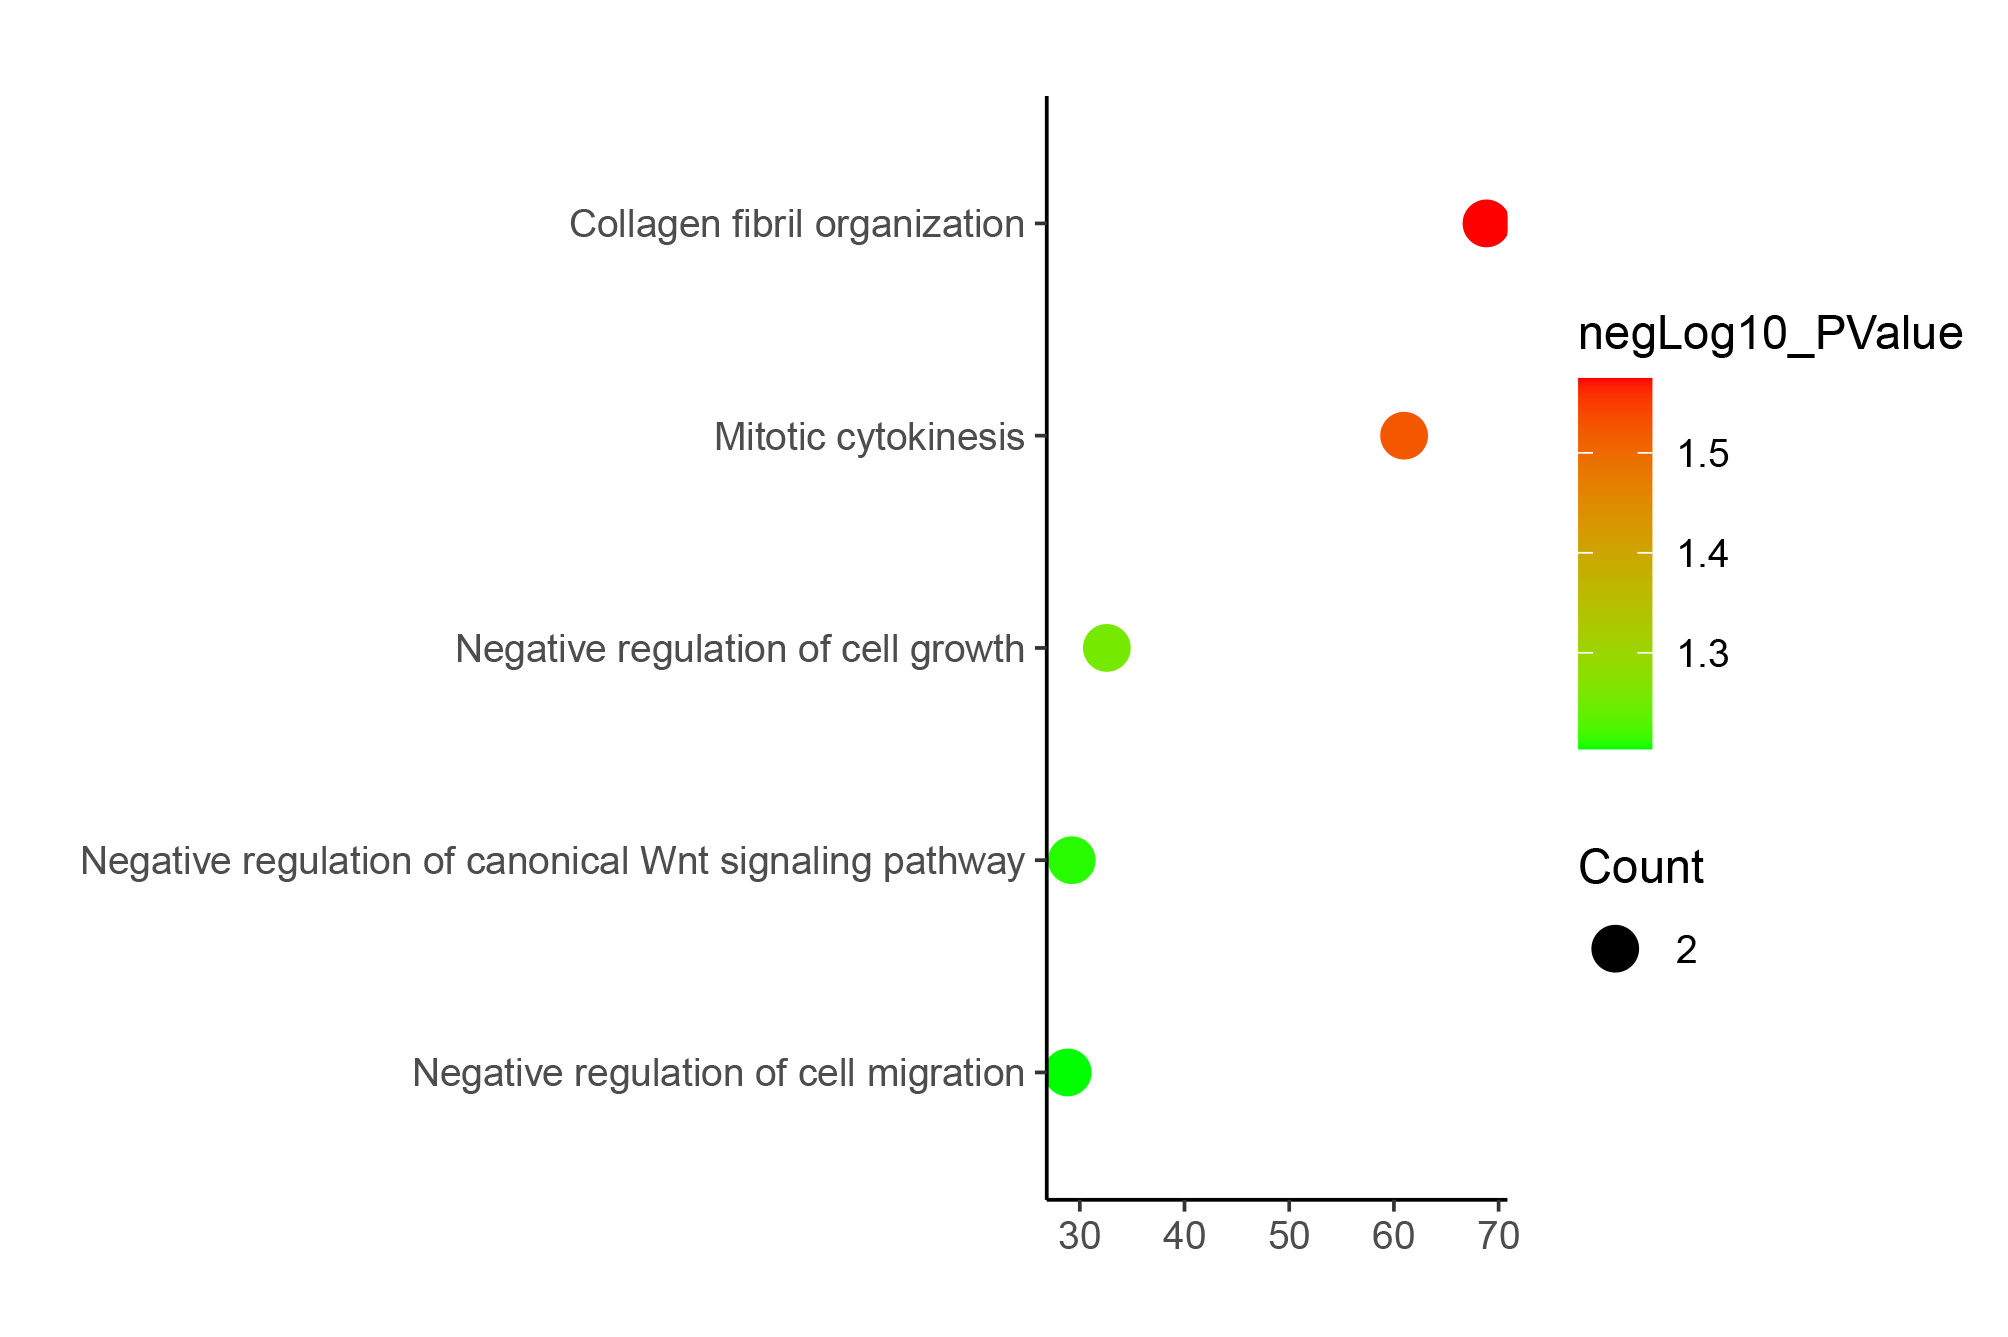 Collagen fibril organization
Mitotic cytokinesis
Negative regulation of cell growth
Negative regulation of canonical Wnt signaling pathway
Negative regulation of cell migration
30 40 50 60 70
negLog10_PValue
1.5
1.4
1.3
Count
2